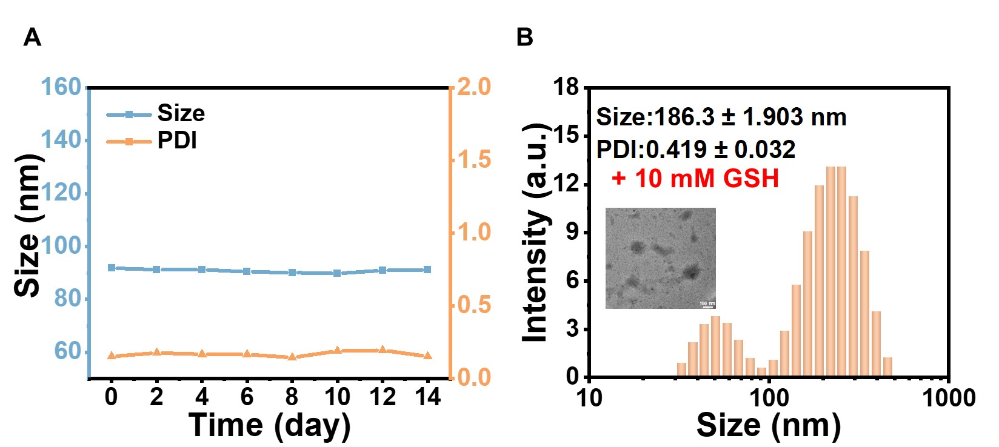 A
160
140
120
100
80
60
Size (nm)
Size
PDI
2.0
1.5
1.0
0.5
0.0
0 2 4 6 8 10 12 14
Time (day)
B
18
15
12
9
6
3
0
Intensity (a.u.)
Size:186.3 ± 1.903 nm
PDI:0.419 ± 0.032
+ 10 mM GSH
100 nm
10 100 1000
Size (nm)